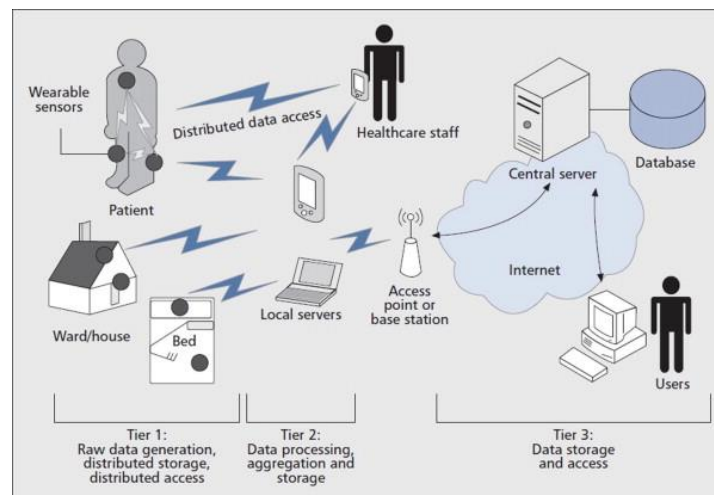 Wearable
sensors
Distributed data access
Healthcare staff
Patient
Central server
Database
Internet
Ward/house
Bed
Local servers
Access
point or
base station
Users
Tier 1:
Raw data generation,
distributed storage,
distributed access
Tier 2:
Data processing,
aggregation and
storage
Tier 3:
Data storage
and access